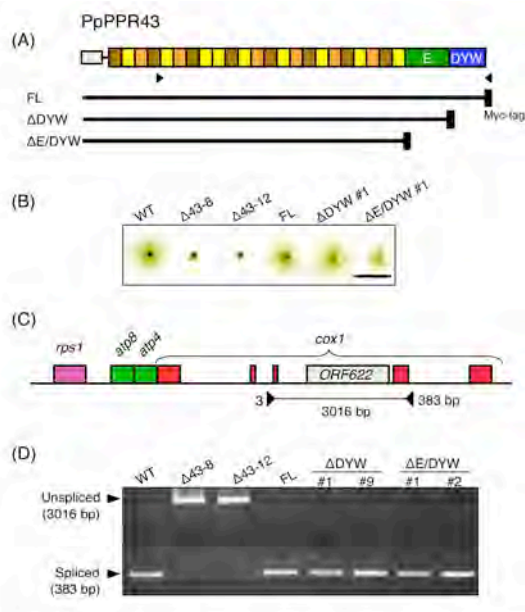 PpPPR43
(A)
E DYW
FL
Myc-tag
ΔDYW
ΔE/DYW
(B)
WT Δ43-8 Δ43-12 FL ΔDYW #1 ΔE/DYW #1
(C)
rps1 atp8 atp4 cox1
ORF622
3 383 bp
3016 bp
(D)
WT Δ43-8 Δ43-12 FL ΔDYW ΔE/DYW
#1 #9 #1 #2
Unspliced
(3016 bp)
Spliced
(383 bp)